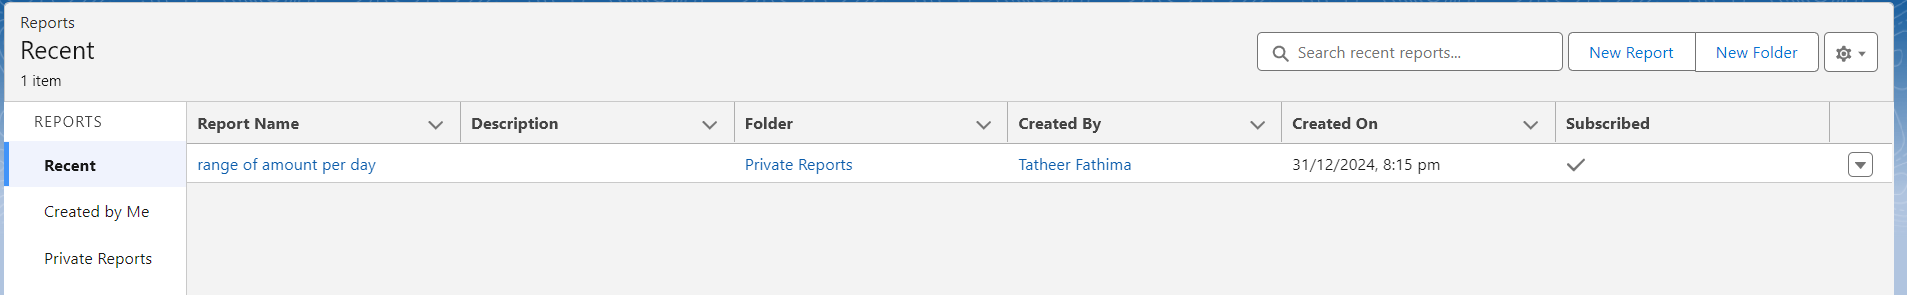 Reports
Recent
1 item
Search recent reports...
New Report
New Folder
REPORTS
Recent
Created by Me
Private Reports
Report Name Description Folder Created By Created On Subscribed
range of amount per day Private Reports Tatheer Fathima 31/12/2024, 8:15 pm